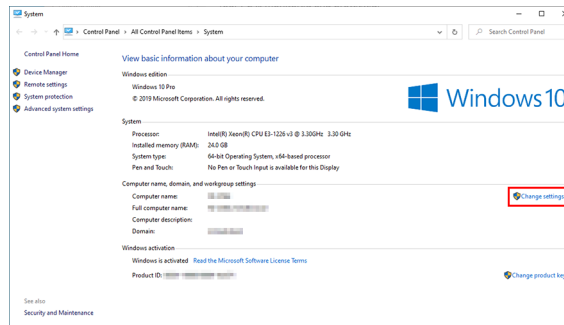 System
Control Panel > All Control Panel Items > System
Search Control Panel
Control Panel Home
Device Manager
Remote settings
System protection
Advanced system settings
See also
Security and Maintenance
View basic information about your computer
Windows edition
Windows 10 Pro
© 2019 Microsoft Corporation. All rights reserved.
Windows 10
System
Processor: Intel(R) Xeon(R) CPU E3-1226 v3 @ 3.30GHz 3.30 GHz
Installed memory (RAM): 24.0 GB
System type: 64-bit Operating System, x64-based processor
Pen and Touch: No Pen or Touch Input is available for this Display
Computer name, domain, and workgroup settings
Computer name:
Change settings
Full computer name:
Computer description:
Domain:
Windows activation
Windows is activated Read the Microsoft Software License Terms
Product ID:
Change product key